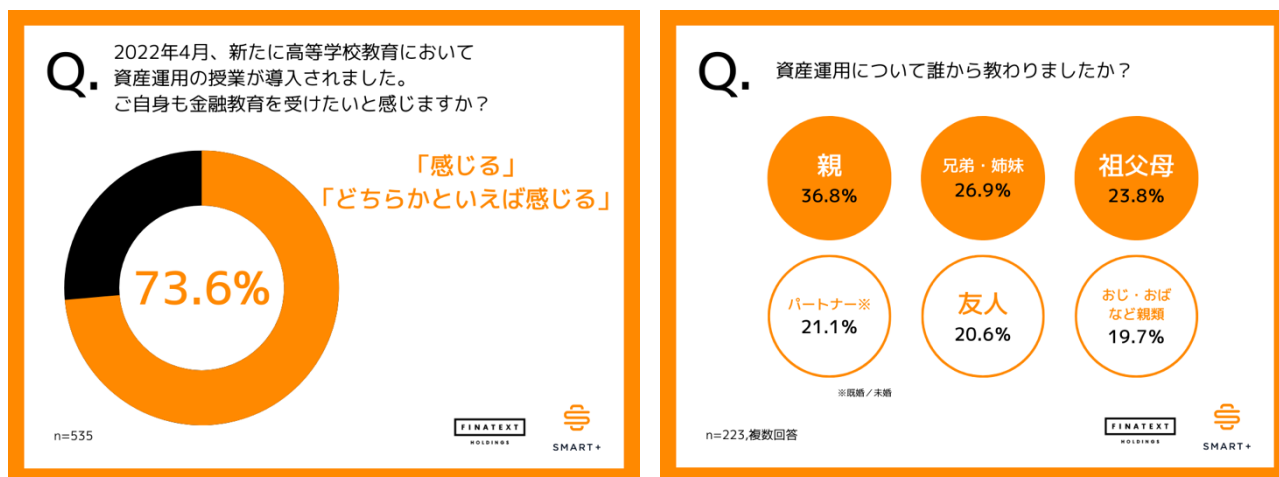 Q.
2022年4月、新たに高等学校教育において
資産運用の授業が導入されました。
ご自身も金融教育を受けたいと感じますか？
「感じる」
「どちらかといえば感じる」
73.6%
n=535
FINATEXT
HOLDINGS
SMART+
Q.
資産運用について誰から教わりましたか？
親
36.8%
兄弟・姉妹
26.9%
祖父母
23.8%
パートナー※
21.1%
友人
20.6%
おじ・おば
など親類
19.7%
※既婚／未婚
n=223,複数回答
FINATEXT
HOLDINGS
SMART+